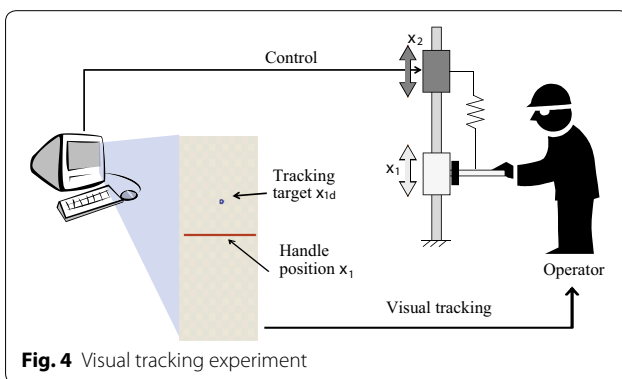 x2
Control
x1
Tracking
target x1d
Handle
position x1
Operator
Visual tracking
Fig. 4 Visual tracking experiment